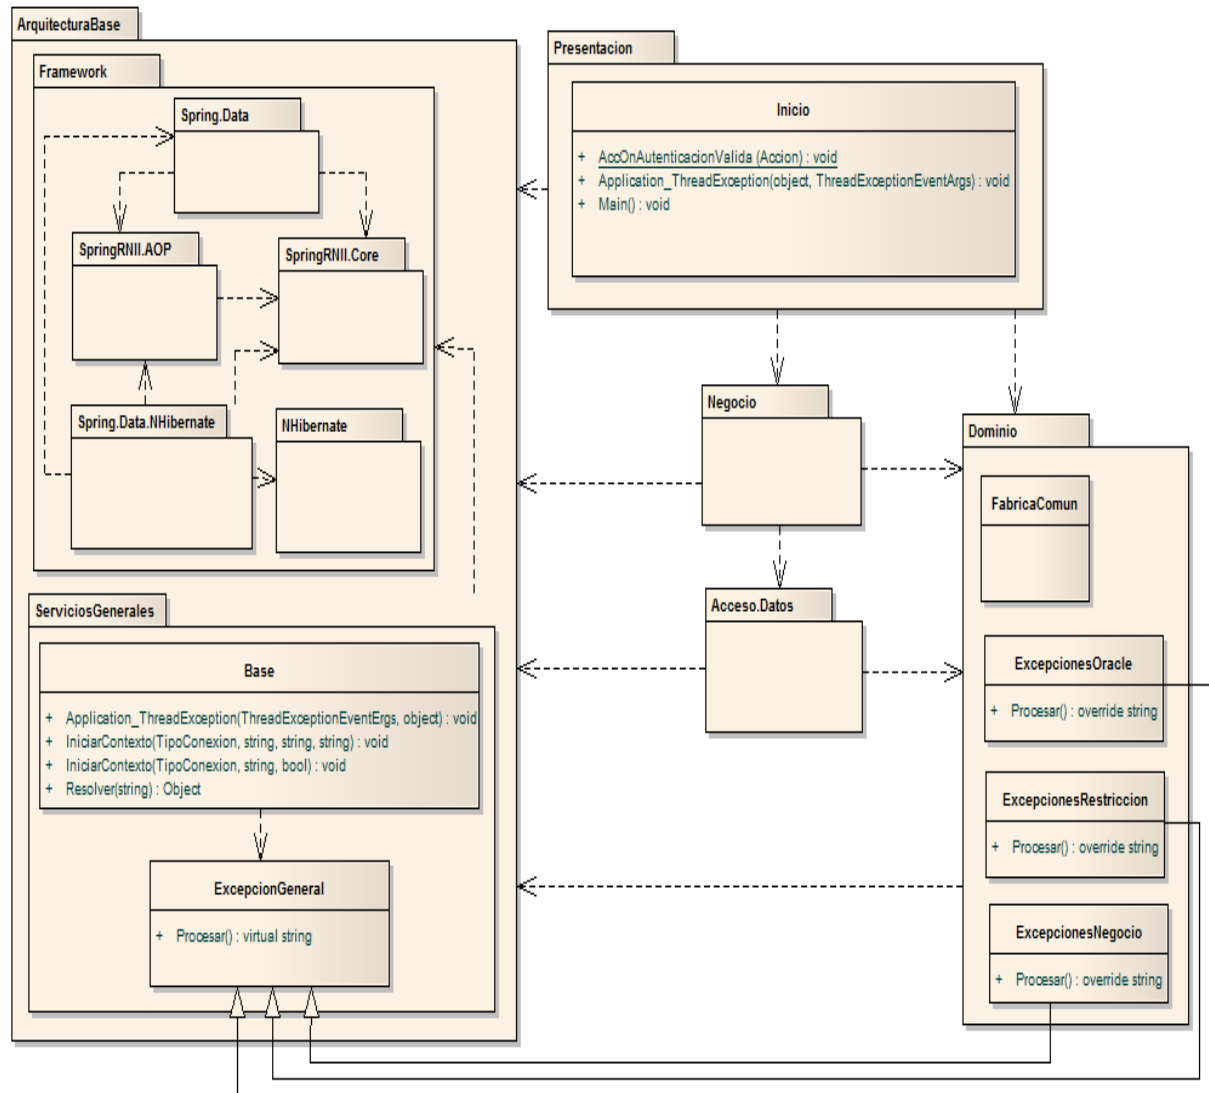 ArquitecturaBase
Framework
Spring.Data
SpringRNII.AOP
SpringRNII.Core
Spring.Data.NHibernate
NHibernate
ServiciosGenerales
Base
+ Application_ThreadException(ThreadExceptionEventErgs, object) : void
+ IniciarContexto(TipoConexion, string, string, string) : void
+ IniciarContexto(TipoConexion, string, bool) : void
+ Resolver(string) : Object
ExcepcionGeneral
+ Procesar() : virtual string
Presentacion
Inicio
+ AccOnAutenticacionValida (Accion) : void
+ Application_ThreadException(object, ThreadExceptionEventArgs) : void
+ Main() : void
Negocio
Acceso.Datos
Dominio
FabricaComun
ExcepcionesOracle
+ Procesar() : override string
ExcepcionesRestriccion
+ Procesar() : override string
ExcepcionesNegocio
+ Procesar() : override string